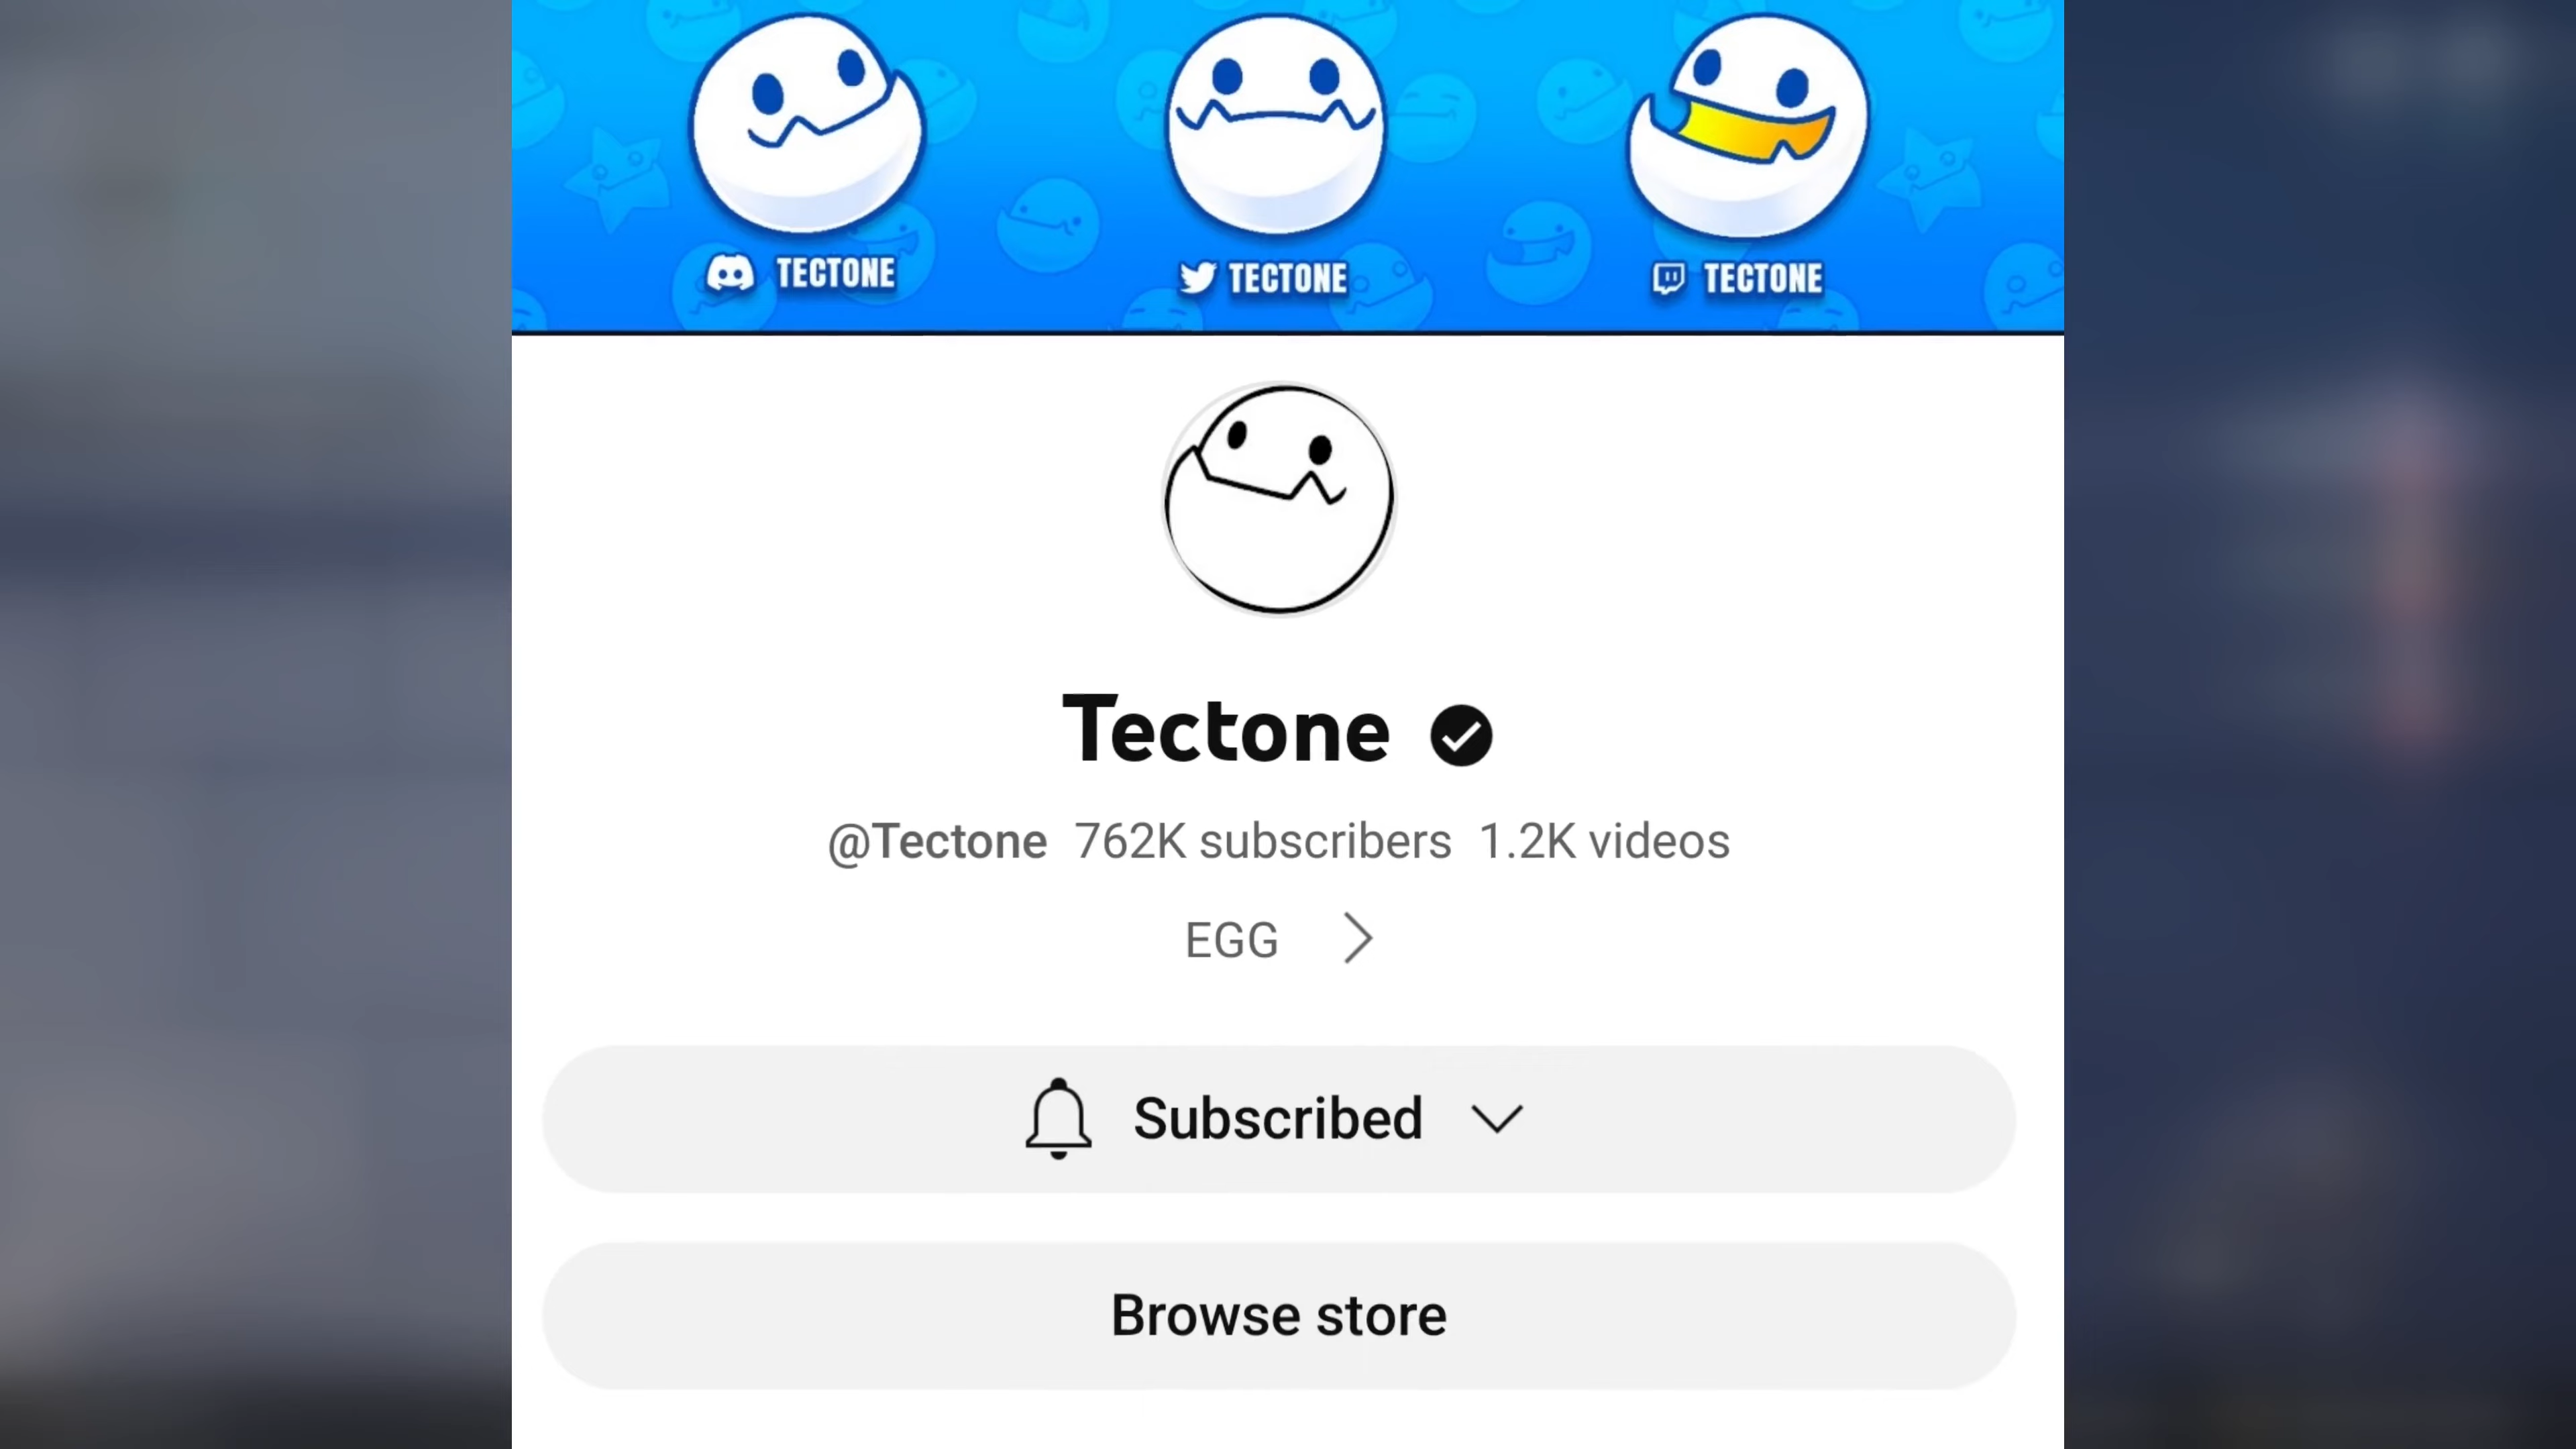 TECTONE
TECTONE
TECTONE
Tectone
@Tectone 762K subscribers 1.2K videos
EGG
Subscribed
Browse store